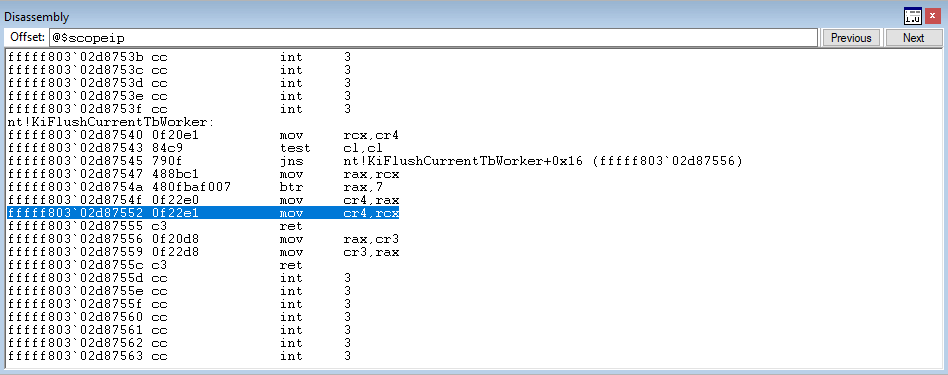 Disassembly
Offset: @$scopeip Previous Next
fffff803`02d8753b cc int 3
fffff803`02d8753c cc int 3
fffff803`02d8753d cc int 3
fffff803`02d8753e cc int 3
fffff803`02d8753f cc int 3
nt!KiFlushCurrentTbWorker:
fffff803`02d87540 0f20e1 mov rcx,cr4
fffff803`02d87543 84c9 test cl,cl
fffff803`02d87545 790f jns nt!KiFlushCurrentTbWorker+0x16 (fffff803`02d87556)
fffff803`02d87547 488bc1 mov rax,rcx
fffff803`02d8754a 480fbaf007 btr rax,7
fffff803`02d8754f 0f22e0 mov cr4,rax
fffff803`02d87552 0f22e1 mov cr4,rcx
fffff803`02d87555 c3 ret
fffff803`02d87556 0f20d8 mov rax,cr3
fffff803`02d87559 0f22d8 mov cr3,rax
fffff803`02d8755c c3 ret
fffff803`02d8755d cc int 3
fffff803`02d8755e cc int 3
fffff803`02d8755f cc int 3
fffff803`02d87560 cc int 3
fffff803`02d87561 cc int 3
fffff803`02d87562 cc int 3
fffff803`02d87563 cc int 3